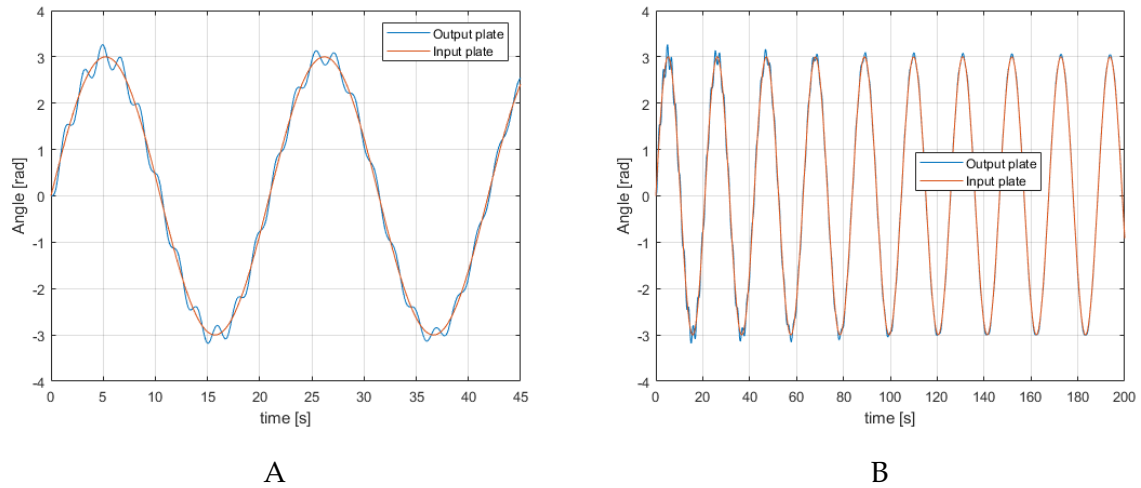 4
3
2
1
0
-1
-2
-3
-4
Angle [rad]
Output plate
Input plate
0 5 10 15 20 25 30 35 40 45
time [s]
A
4
3
2
1
0
-1
-2
-3
-4
Angle [rad]
Output plate
Input plate
0 20 40 60 80 100 120 140 160 180 200
time [s]
B